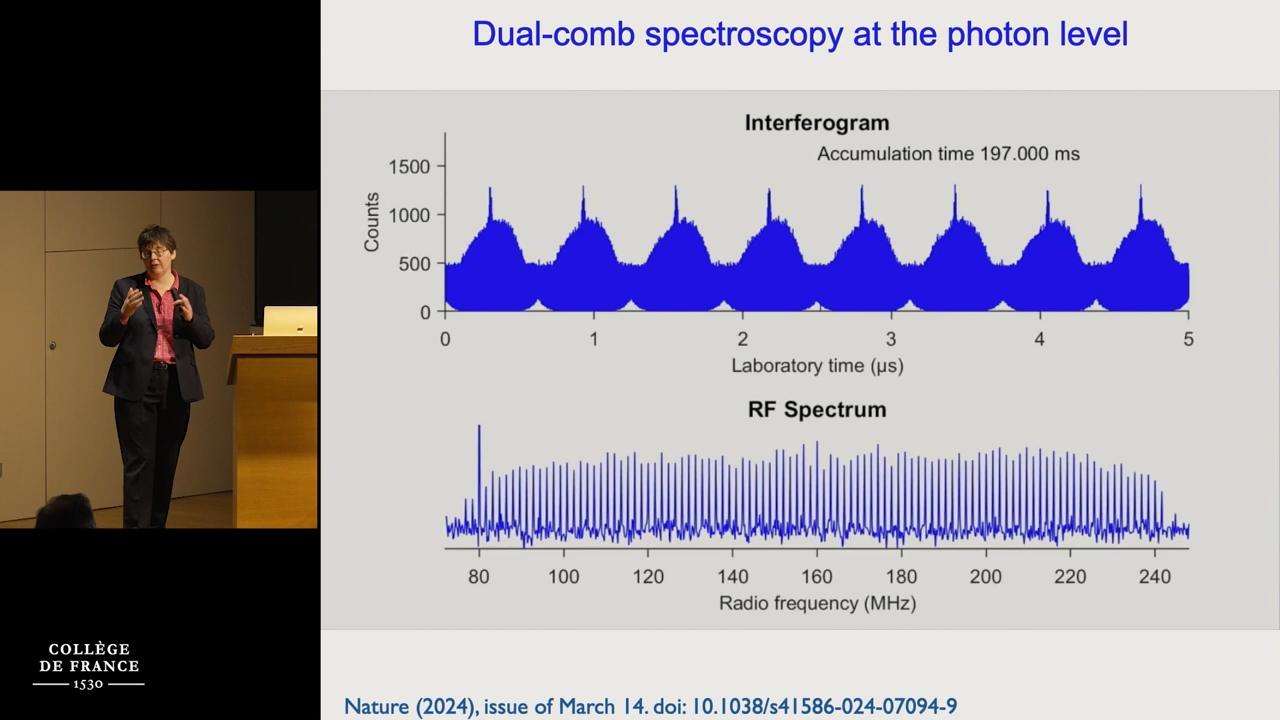 Dual-comb spectroscopy at the photon level
Interferogram
Accumulation time 197.000 ms
Counts
1500
1000
500
0
0 1 2 3 4 5
Laboratory time (µs)
RF Spectrum
80 100 120 140 160 180 200 220 240
Radio frequency (MHz)
COLLÈGE
DE FRANCE
1530
Nature (2024), issue of March 14. doi: 10.1038/s41586-024-07094-9